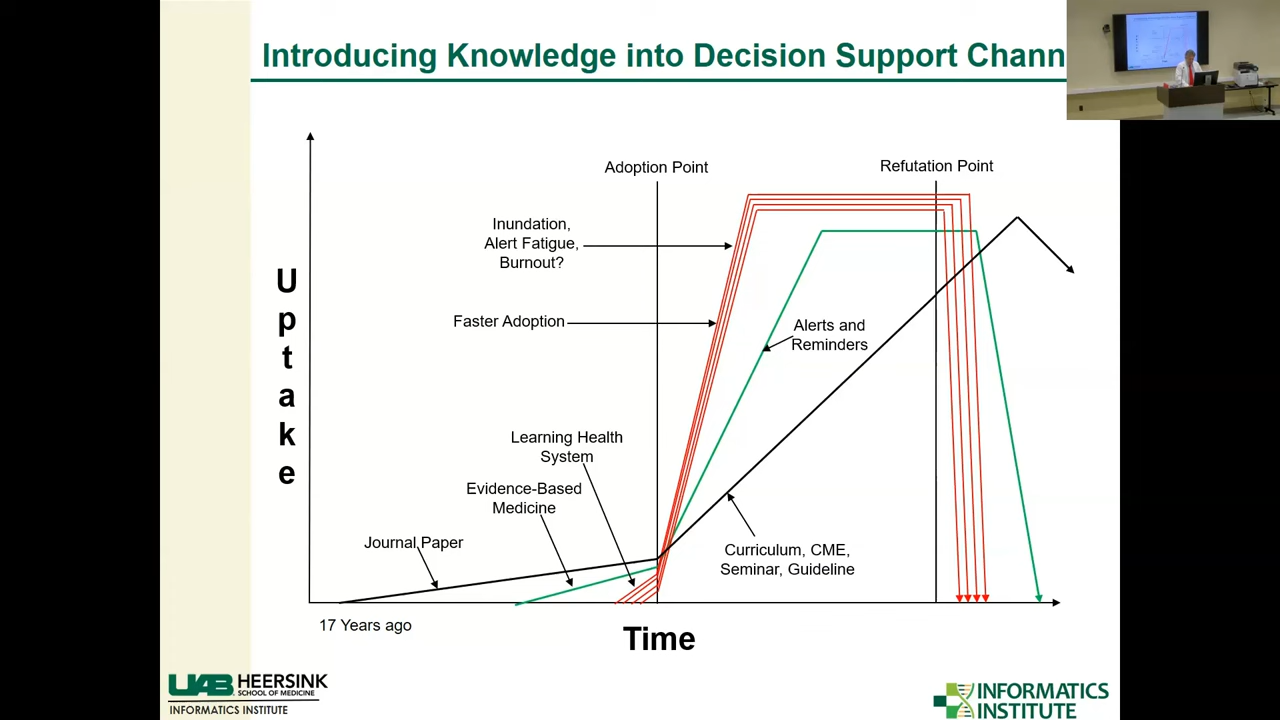 Introducing Knowledge into Decision Support Chann
Adoption Point
Refutation Point
Inundation,
Alert Fatigue,
Burnout?
Faster Adoption
Alerts and
Reminders
Learning Health
System
Evidence-Based
Medicine
Journal Paper
Curriculum, CME,
Seminar, Guideline
Uptake
17 Years ago
Time
UAB HEERSINK
SCHOOL OF MEDICINE
INFORMATICS INSTITUTE
INFORMATICS
INSTITUTE